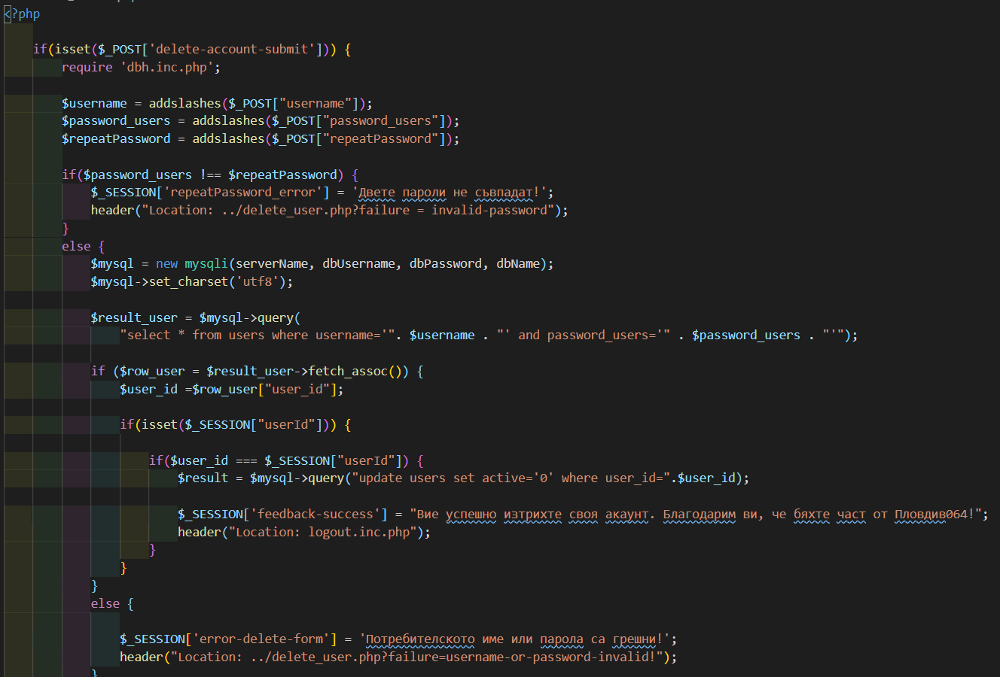 <?php
if(isset($_POST['delete-account-submit'])) {
require 'dbh.inc.php';
$username = addslashes($_POST["username"]);
$password_users = addslashes($_POST["password_users"]);
$repeatPassword = addslashes($_POST["repeatPassword"]);
if($password_users !== $repeatPassword) {
$_SESSION['repeatPassword_error'] = 'Двете пароли не съвпадат!';
header("Location: ../delete_user.php?failure = invalid-password");
}
else {
$mysql = new mysqli(serverName, dbUsername, dbPassword, dbName);
$mysql->set_charset('utf8');
$result_user = $mysql->query(
"select * from users where username='". $username . "' and password_users='" . $password_users . "'");
if ($row_user = $result_user->fetch_assoc()) {
$user_id =$row_user["user_id"];
if(isset($_SESSION["userId"])) {
if($user_id === $_SESSION["userId"]) {
$result = $mysql->query("update users set active='0' where user_id=".$user_id);
$_SESSION['feedback-success'] = "Вие успешно изтрихте своя акаунт. Благодарим ви, че бяхте част от Пловдив064!";
header("Location: logout.inc.php");
}
}
}
else {
$_SESSION['error-delete-form'] = 'Потребителското име или парола са грешни!';
header("Location: ../delete_user.php?failure=username-or-password-invalid!");
}